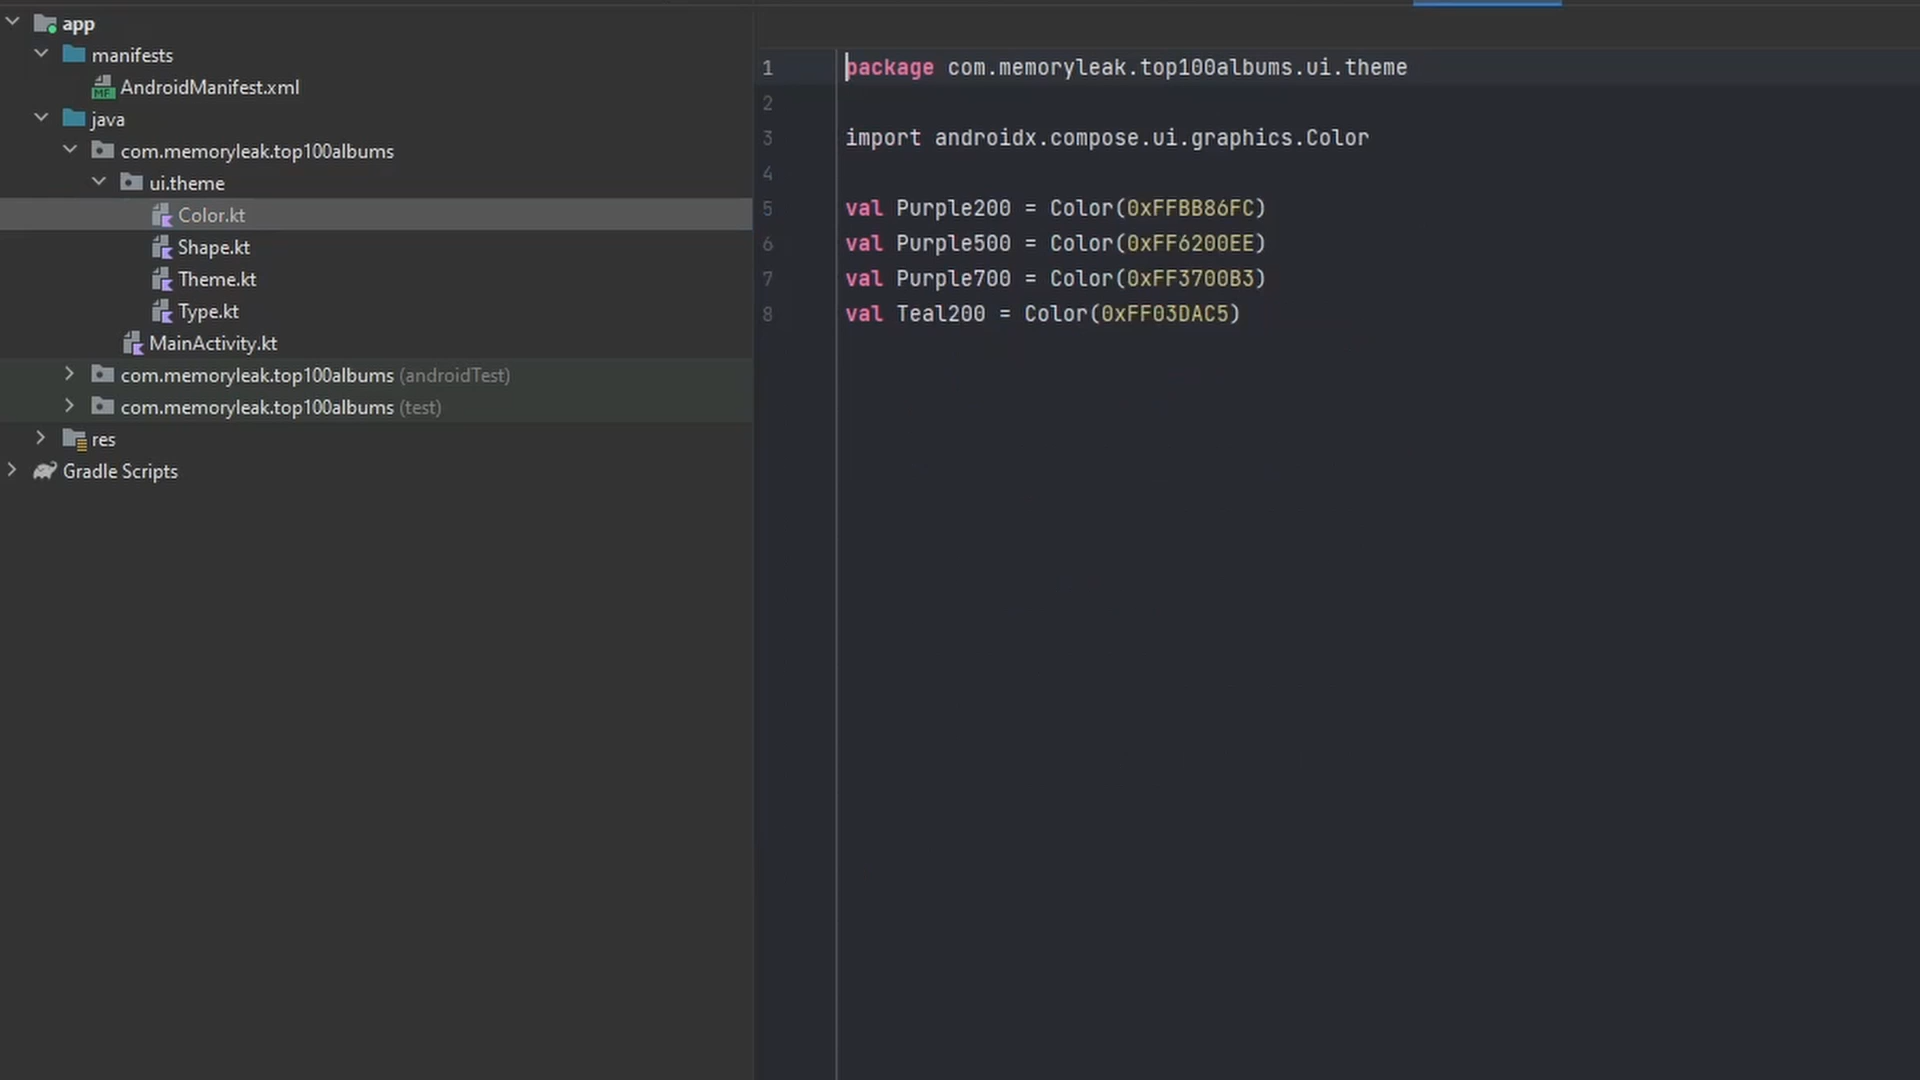 app
manifests
AndroidManifest.xml
java
com.memoryleak.top100albums
ui.theme
Color.kt
Shape.kt
Theme.kt
Type.kt
MainActivity.kt
com.memoryleak.top100albums (androidTest)
com.memoryleak.top100albums (test)
res
Gradle Scripts
1 package com.memoryleak.top100albums.ui.theme
2
3 import androidx.compose.ui.graphics.Color
4
5 val Purple200 = Color(0xFFBB86FC)
6 val Purple500 = Color(0xFF6200EE)
7 val Purple700 = Color(0xFF3700B3)
8 val Teal200 = Color(0xFF03DAC5)